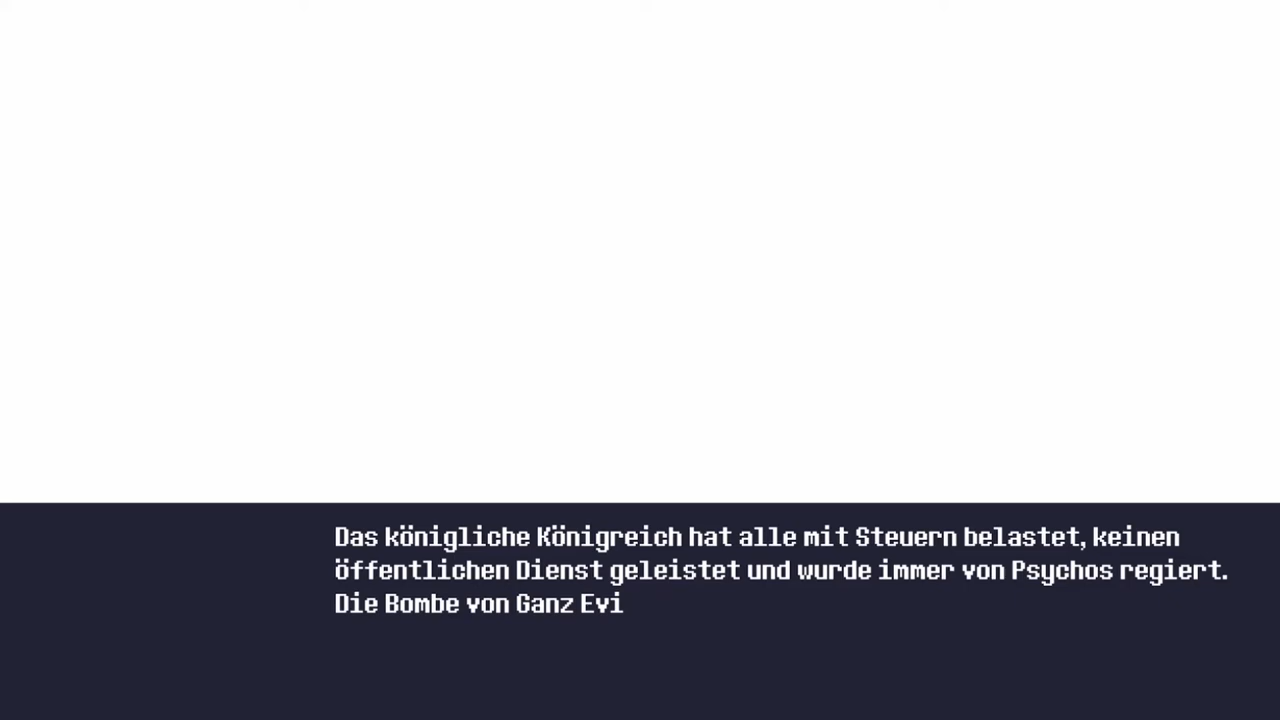 Das königliche Königreich hat alle mit Steuern belastet, keinen
öffentlichen Dienst geleistet und wurde immer von Psychos regiert.
Die Bombe von Ganz Evi